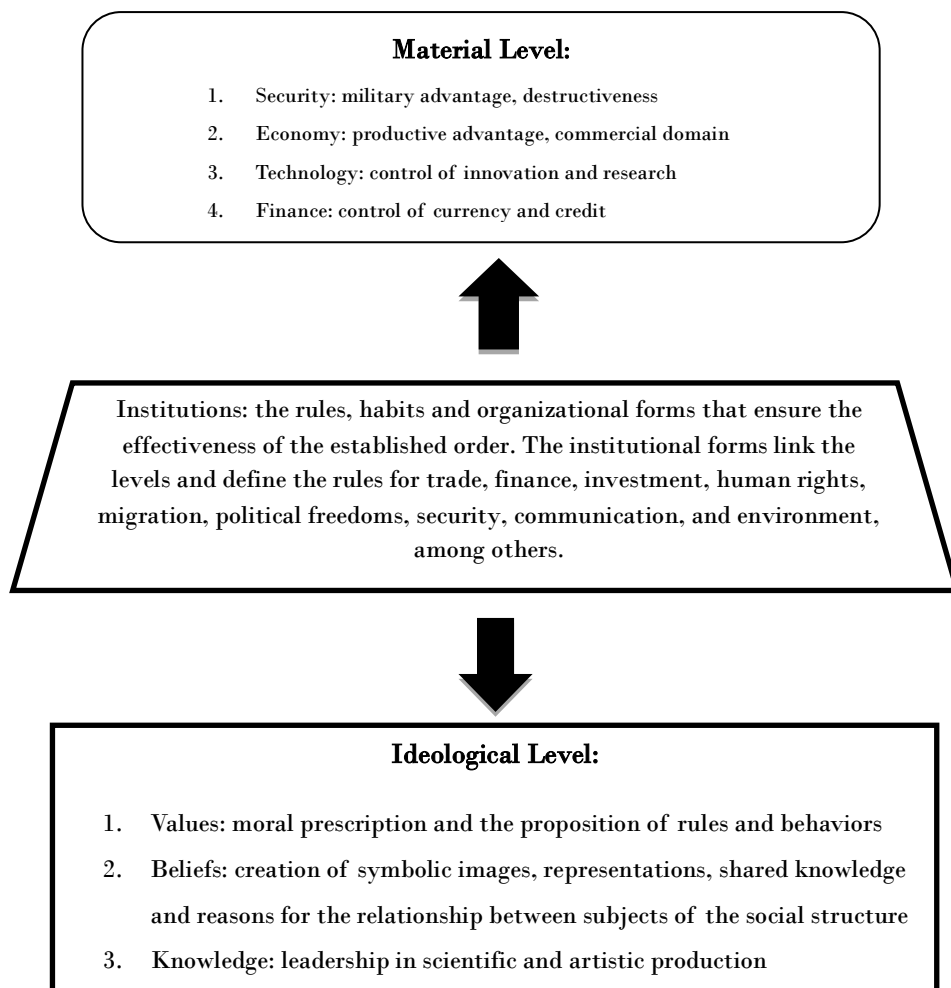 Material Level:
1. Security: military advantage, destructiveness
2. Economy: productive advantage, commercial domain
3. Technology: control of innovation and research
4. Finance: control of currency and credit
Institutions: the rules, habits and organizational forms that ensure the
effectiveness of the established order. The institutional forms link the
levels and define the rules for trade, finance, investment, human rights,
migration, political freedoms, security, communication, and environment,
among others.
Ideological Level:
1. Values: moral prescription and the proposition of rules and behaviors
2. Beliefs: creation of symbolic images, representations, shared knowledge
and reasons for the relationship between subjects of the social structure
3. Knowledge: leadership in scientific and artistic production